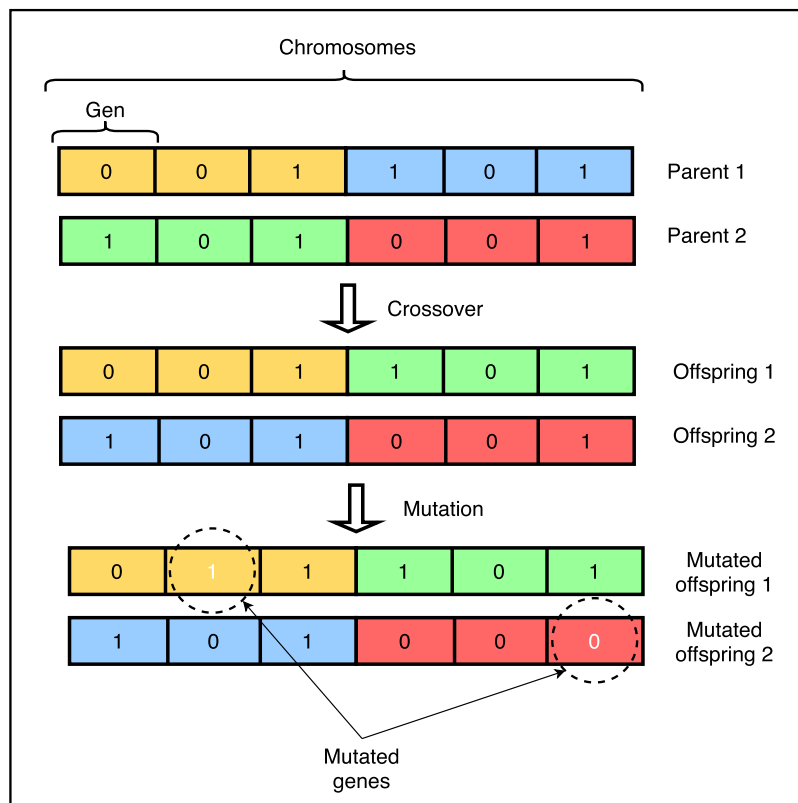 Chromosomes
Gen
0 0 1 1 0 1 Parent 1
1 0 1 0 0 1 Parent 2
Crossover
0 0 1 1 0 1 Offspring 1
1 0 1 0 0 1 Offspring 2
Mutation
0 1 1 1 0 1 Mutated
offspring 1
1 0 1 0 0 0 Mutated
offspring 2
Mutated
genes